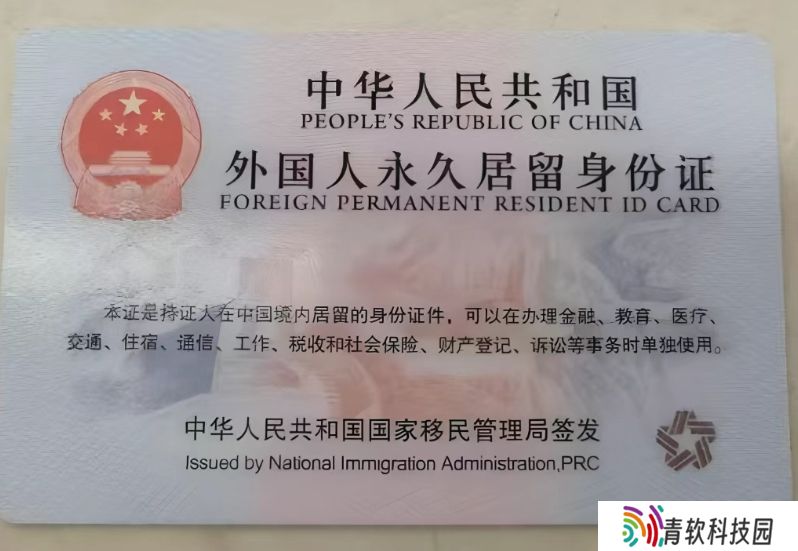 中华人民共和国
PEOPLE'S REPUBLIC OF CHINA
外国人永久居留身份证
FOREIGN PERMANENT RESIDENT ID CARD
本证是持证人在中国境内居留的身份证件，可以在办理金融、教育、医疗、
交通、住宿、通信、工作、税收和社会保险、财产登记、诉讼等事务时单独使用。
中华人民共和国国家移民管理局签发
Issued by National Immigration Administration,PRC
青软科技园